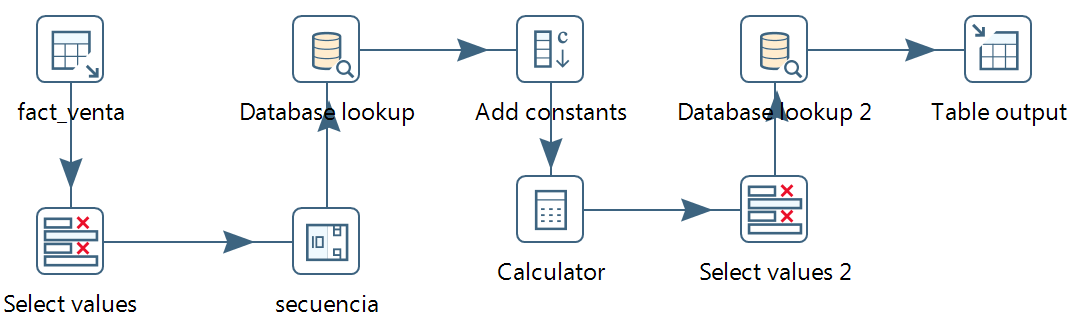 fact_venta
Database lookup
Add constants
Database lookup 2
Table output
Select values
secuencia
Calculator
Select values 2